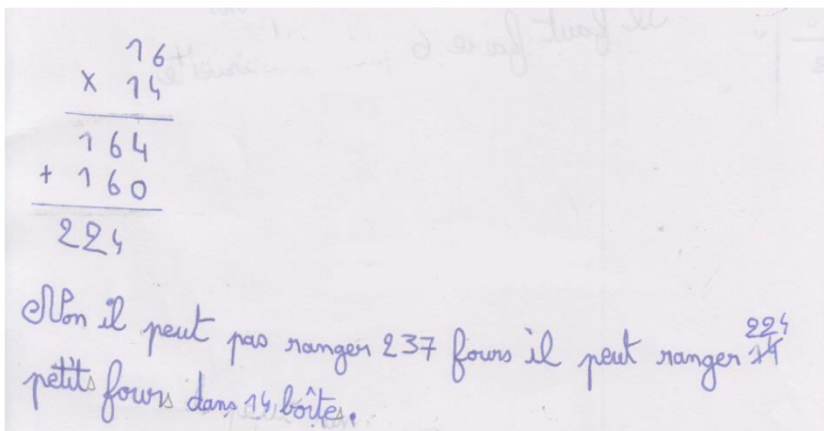 16
x 14
164
+ 160
224
Non il peut pas ranger 237 fours il peut ranger 224
petits fours dans 14 boîtes.